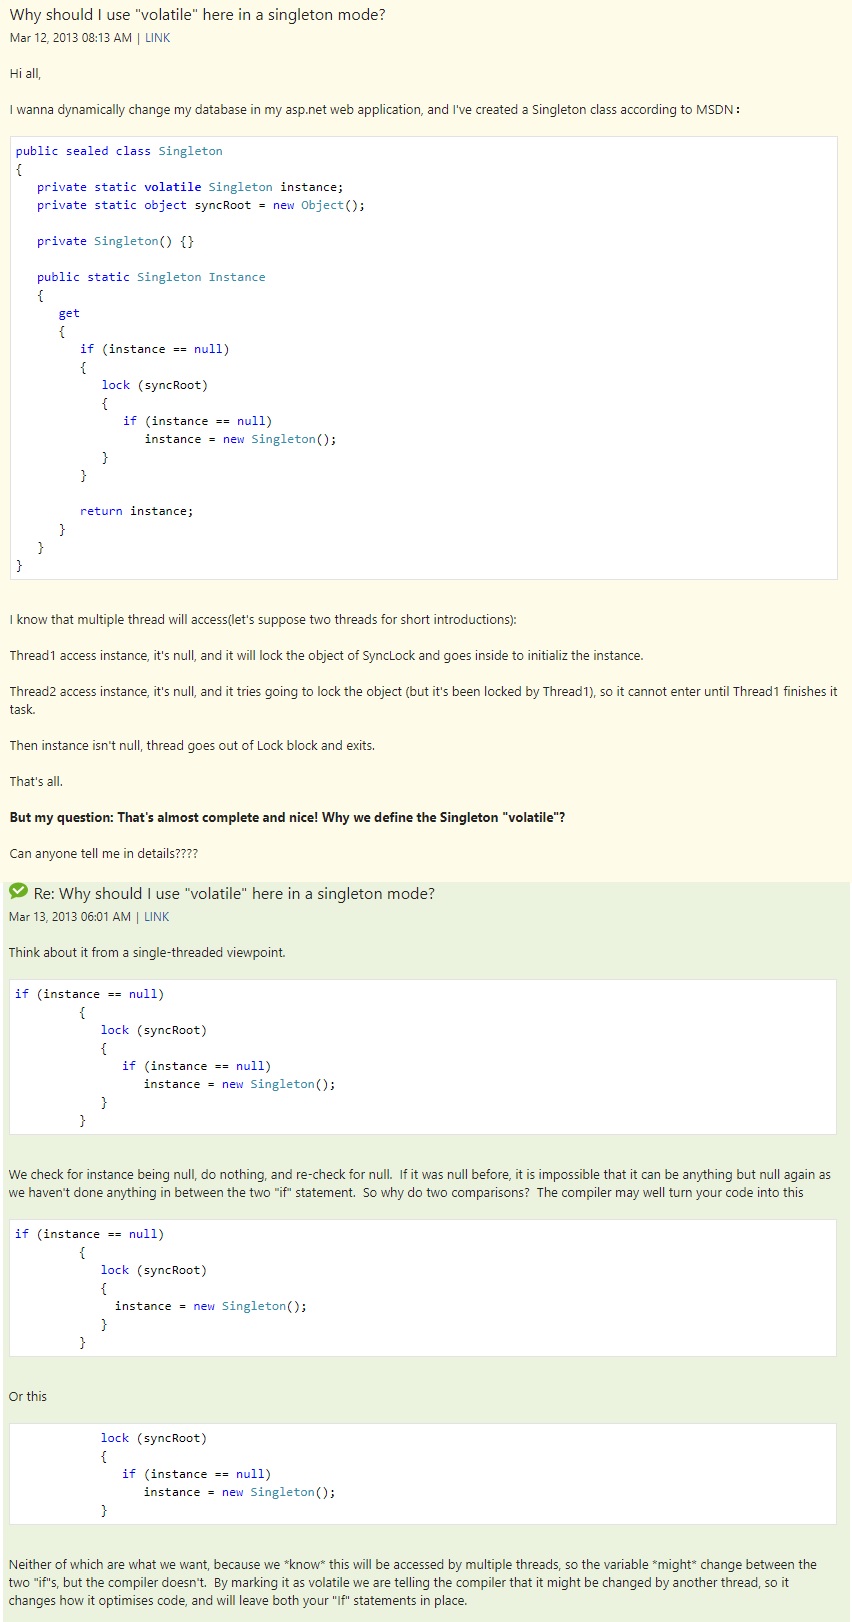 Why should I use "volatile" here in a singleton mode?
Mar 12, 2013 08:13 AM | LINK
Hi all,
I wanna dynamically change my database in my asp.net web application, and I've created a Singleton class according to MSDN：
public sealed class Singleton
{
   private static volatile Singleton instance;
   private static object syncRoot = new Object();

   private Singleton() {}

   public static Singleton Instance
   {
      get
      {
         if (instance == null)
         {
            lock (syncRoot)
            {
               if (instance == null)
                  instance = new Singleton();
            }
         }

         return instance;
      }
   }
}
I know that multiple thread will access(let's suppose two threads for short introductions):
Thread1 access instance, it's null, and it will lock the object of SyncLock and goes inside to initializ the instance.
Thread2 access instance, it's null, and it tries going to lock the object (but it's been locked by Thread1), so it cannot enter until Thread1 finishes it
task.
Then instance isn't null, thread goes out of Lock block and exits.
That's all.
But my question: That's almost complete and nice! Why we define the Singleton "volatile"?
Can anyone tell me in details????
Re: Why should I use "volatile" here in a singleton mode?
Mar 13, 2013 06:01 AM | LINK
Think about it from a single-threaded viewpoint.
if (instance == null)
         {
            lock (syncRoot)
            {
               if (instance == null)
                  instance = new Singleton();
            }
         }
We check for instance being null, do nothing, and re-check for null.  If it was null before, it is impossible that it can be anything but null again as
we haven't done anything in between the two "if" statement.  So why do two comparisons?  The compiler may well turn your code into this
if (instance == null)
         {
            lock (syncRoot)
            {
              instance = new Singleton();
            }
         }
Or this
            lock (syncRoot)
            {
               if (instance == null)
                  instance = new Singleton();
            }
Neither of which are what we want, because we *know* this will be accessed by multiple threads, so the variable *might* change between the
two "if"s, but the compiler doesn't.  By marking it as volatile we are telling the compiler that it might be changed by another thread, so it
changes how it optimises code, and will leave both your "If" statements in place.